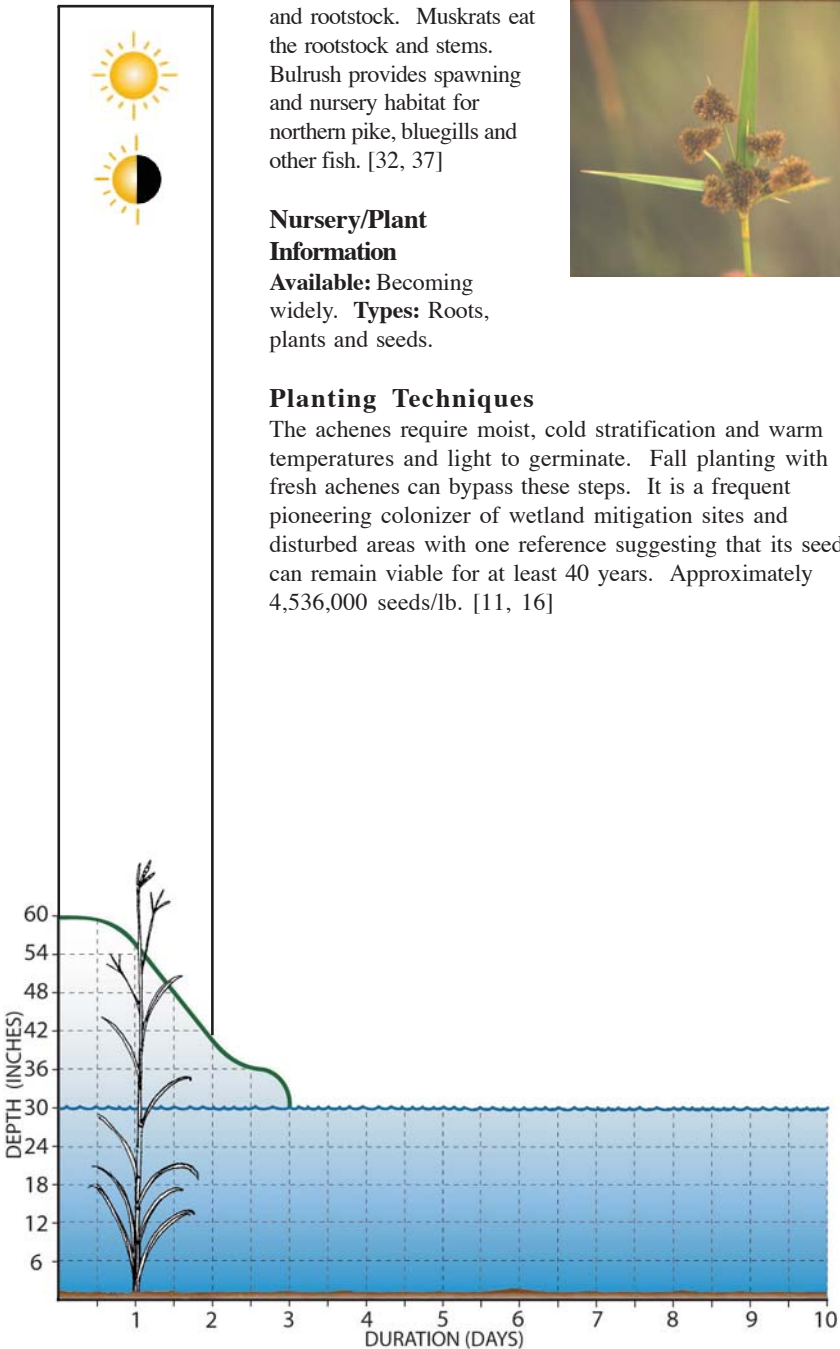 and rootstock. Muskrats eat
the rootstock and stems.
Bulrush provides spawning
and nursery habitat for
northern pike, bluegills and
other fish. [32, 37]
Nursery/Plant
Information
Available: Becoming
widely. Types: Roots,
plants and seeds.
Planting Techniques
The achenes require moist, cold stratification and warm
temperatures and light to germinate. Fall planting with
fresh achenes can bypass these steps. It is a frequent
pioneering colonizer of wetland mitigation sites and
disturbed areas with one reference suggesting that its seed
can remain viable for at least 40 years. Approximately
4,536,000 seeds/lb. [11, 16]
60
54
48
42
36
30
24
18
12
6
DEPTH (INCHES)
1 2 3 4 5 6 7 8 9 10
DURATION (DAYS)